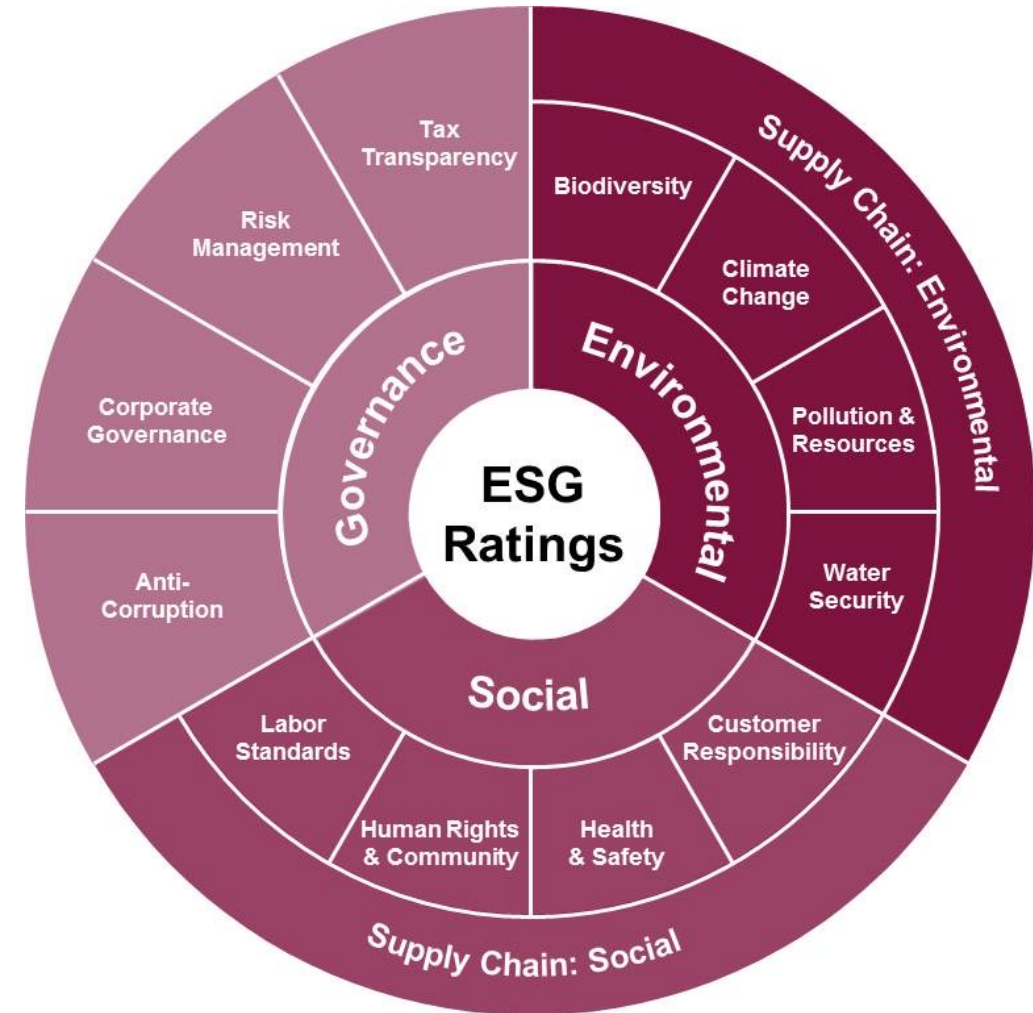 ESG
Ratings
Environmental
Biodiversity
Climate
Change
Pollution &
Resources
Water
Security
Supply Chain: Environmental
Social
Customer
Responsibility
Health
& Safety
Human Rights
& Community
Labor
Standards
Supply Chain: Social
Governance
Anti-
Corruption
Corporate
Governance
Risk
Management
Tax
Transparency